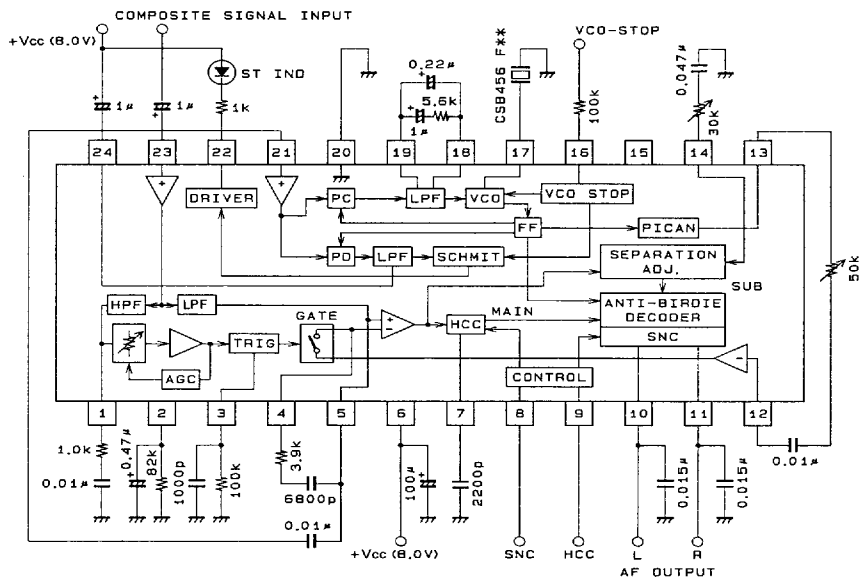 COMPOSITE SIGNAL INPUT
+Vcc (8.0V)
ST IND
VCO-STOP
CSB456 F**
0.22μ
5.6k
1μ
1μ
1μ
1k
100k
0.047μ
30k
24 23 22 21 20 19 18 17 16 15 14 13
DRIVER
PC
LPF
VCO
VCO STOP
FF
PICAN
PD
LPF
SCHMIT
SEPARATION ADJ.
SUB
50k
HPF
LPF
GATE
MAIN
ANTI-BIRDIE DECODER
HCC
SNC
TRIG
AGC
CONTROL
1 2 3 4 5 6 7 8 9 10 11 12
1.0k
0.01μ
0.47μ
82k
1000p
100k
3.9k
6800p
0.01μ
100μ
2200p
0.015μ
0.015μ
0.01μ
+Vcc (8.0V)
SNC
HCC
L
R
AF OUTPUT